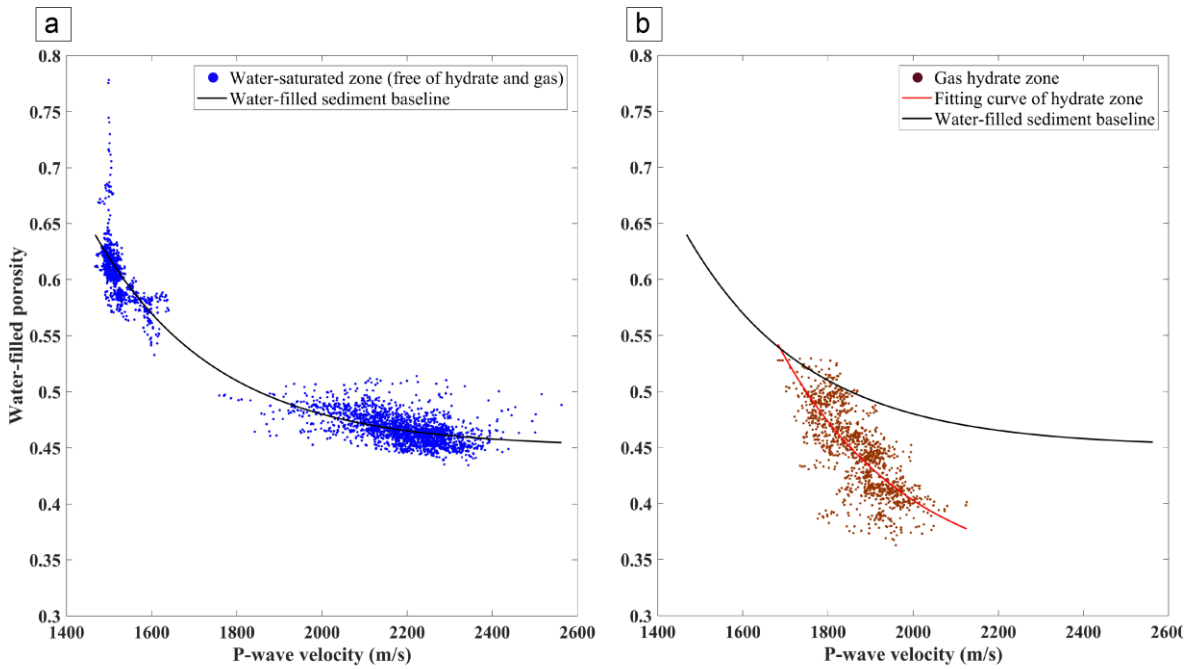 a
b
0.8
0.75
0.7
0.65
0.6
0.55
0.5
0.45
0.4
0.35
0.3
Water-filled porosity
Water-saturated zone (free of hydrate and gas)
Water-filled sediment baseline
1400 1600 1800 2000 2200 2400 2600
P-wave velocity (m/s)
0.8
0.75
0.7
0.65
0.6
0.55
0.5
0.45
0.4
0.35
0.3
Gas hydrate zone
Fitting curve of hydrate zone
Water-filled sediment baseline
1400 1600 1800 2000 2200 2400 2600
P-wave velocity (m/s)